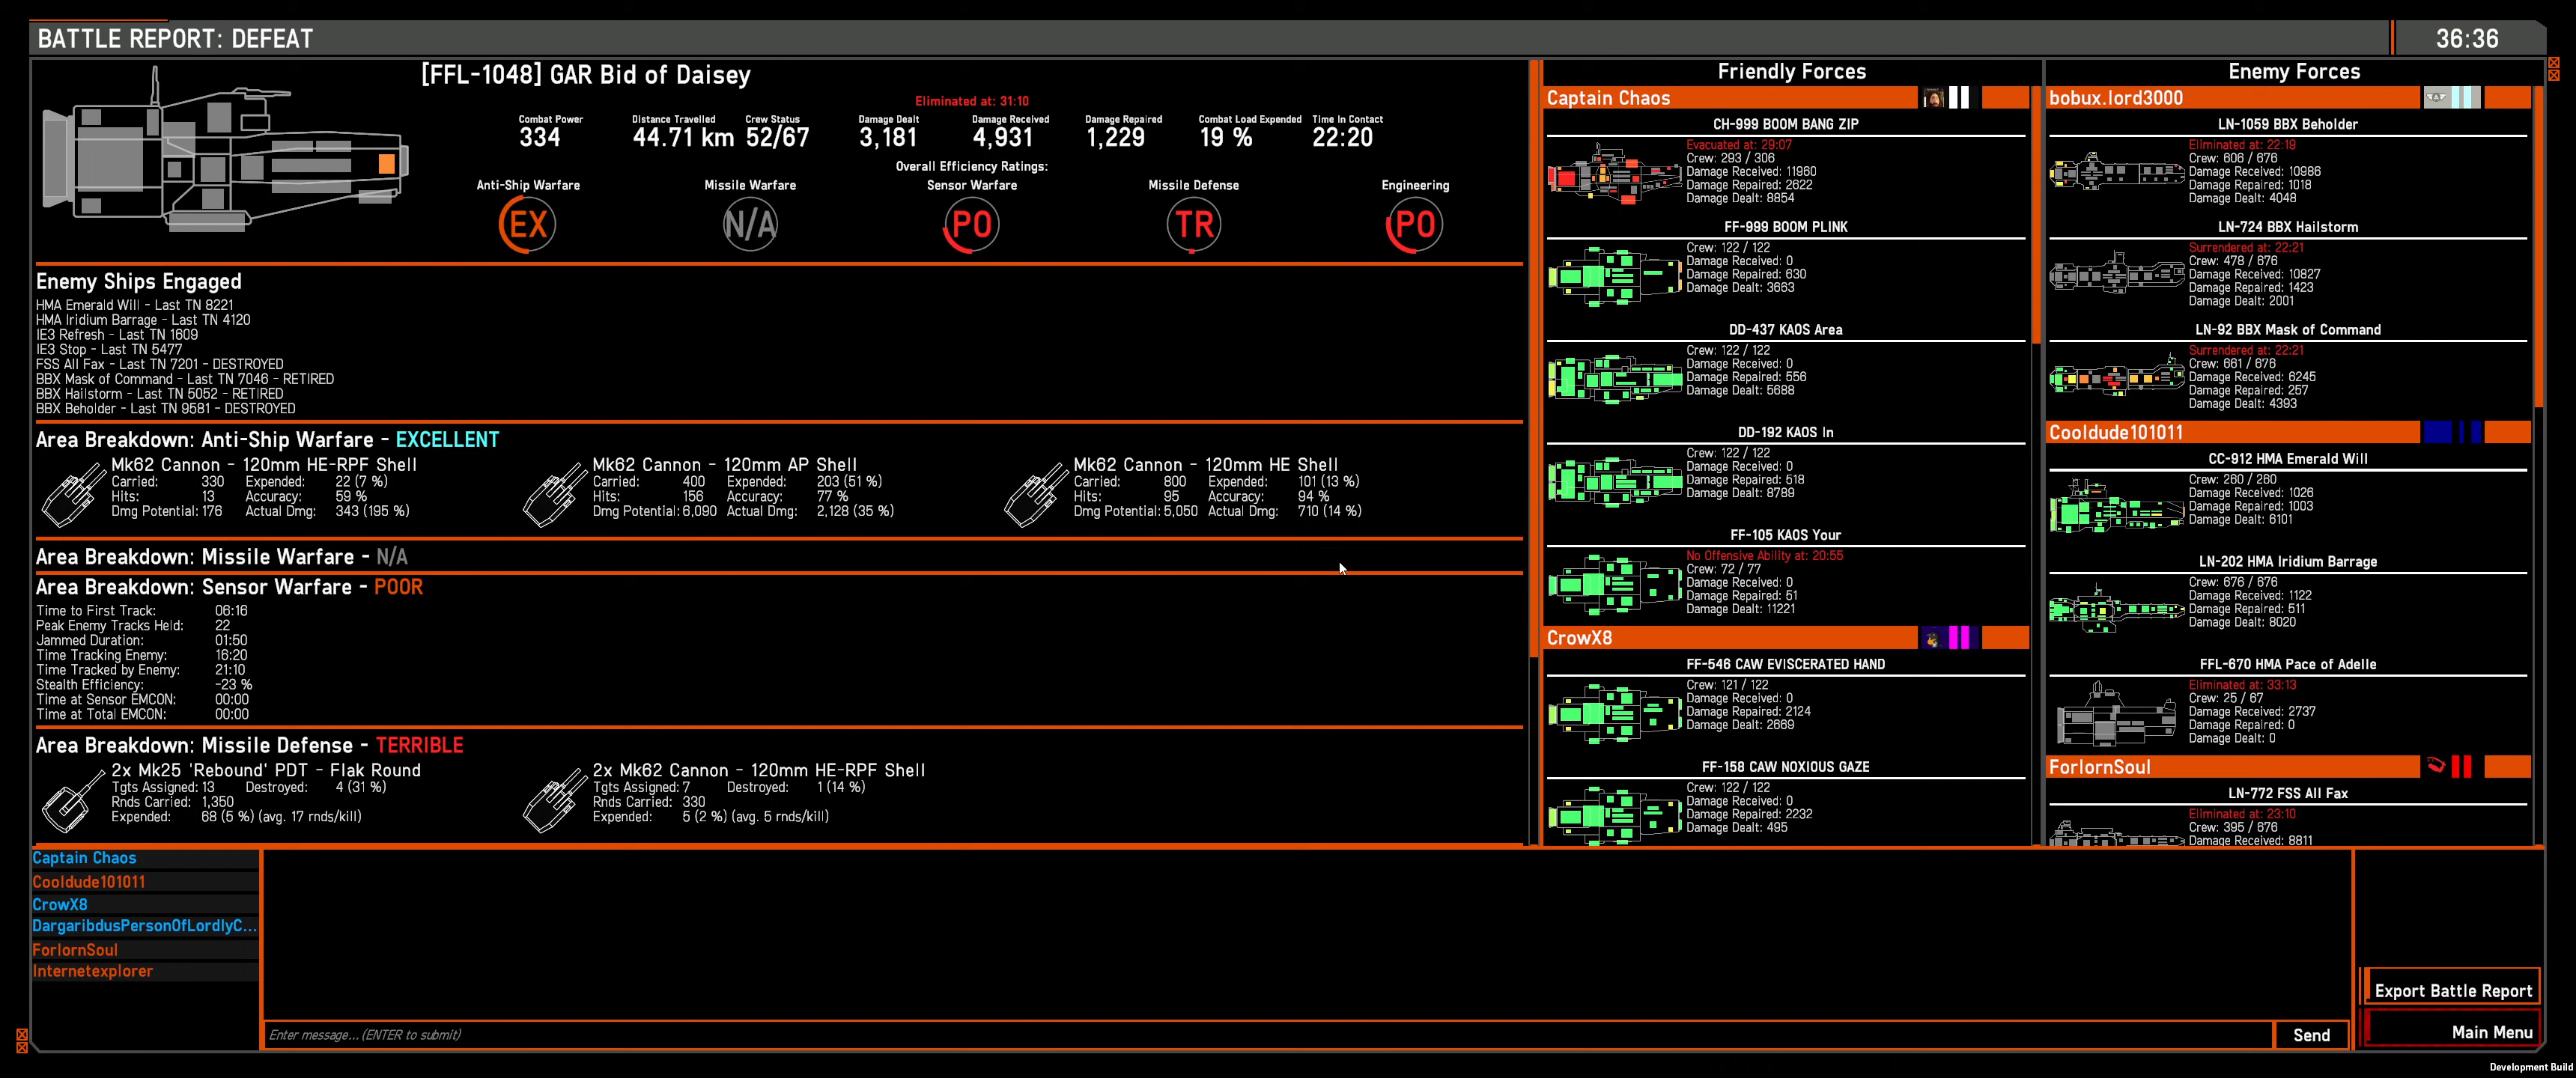 BATTLE REPORT: DEFEAT
36:36
[FFL-1048] GAR Bid of Daisey
Eliminated at: 31:10
Combat Power Distance Travelled Crew Status Damage Dealt Damage Received Damage Repaired Combat Load Expended Time In Contact
334 44.71 km 52/67 3,181 4,931 1,229 19 % 22:20
Overall Efficiency Ratings:
Anti-Ship Warfare Missile Warfare Sensor Warfare Missile Defense Engineering
EX N/A PO TR PO
Enemy Ships Engaged
HMA Emerald Will - Last TN 8221
HMA Iridium Barrage - Last TN 4120
IE3 Refresh - Last TN 1609
IE3 Stop - Last TN 5477
FSS All Fax - Last TN 7201 - DESTROYED
BBX Mask of Command - Last TN 7046 - RETIRED
BBX Hailstorm - Last TN 5052 - RETIRED
BBX Beholder - Last TN 9581 - DESTROYED
Area Breakdown: Anti-Ship Warfare - EXCELLENT
Mk62 Cannon - 120mm HE-RPF Shell
Carried: 330 Expended: 22 (7 %)
Hits: 13 Accuracy: 59 %
Dmg Potential: 176 Actual Dmg: 343 (195 %)
Mk62 Cannon - 120mm AP Shell
Carried: 400 Expended: 203 (51 %)
Hits: 156 Accuracy: 77 %
Dmg Potential: 6,090 Actual Dmg: 2,128 (35 %)
Mk62 Cannon - 120mm HE Shell
Carried: 800 Expended: 101 (13 %)
Hits: 95 Accuracy: 94 %
Dmg Potential: 5,050 Actual Dmg: 710 (14 %)
Area Breakdown: Missile Warfare - N/A
Area Breakdown: Sensor Warfare - POOR
Time to First Track: 06:16
Peak Enemy Tracks Held: 22
Jammed Duration: 01:50
Time Tracking Enemy: 16:20
Time Tracked by Enemy: 21:10
Stealth Efficiency: -23 %
Time at Sensor EMCON: 00:00
Time at Total EMCON: 00:00
Area Breakdown: Missile Defense - TERRIBLE
2x Mk25 'Rebound' PDT - Flak Round
Tgts Assigned: 13 Destroyed: 4 (31 %)
Rnds Carried: 1,350
Expended: 68 (5 %) (avg. 17 rnds/kill)
2x Mk62 Cannon - 120mm HE-RPF Shell
Tgts Assigned: 7 Destroyed: 1 (14 %)
Rnds Carried: 330
Expended: 5 (2 %) (avg. 5 rnds/kill)
Friendly Forces
Captain Chaos
CH-999 BOOM BANG ZIP
Evacuated at: 29:07
Crew: 293 / 306
Damage Received: 11960
Damage Repaired: 2622
Damage Dealt: 8854
FF-999 BOOM PLINK
Crew: 122 / 122
Damage Received: 0
Damage Repaired: 630
Damage Dealt: 3663
DD-437 KAOS Area
Crew: 122 / 122
Damage Received: 0
Damage Repaired: 556
Damage Dealt: 5688
DD-192 KAOS In
Crew: 122 / 122
Damage Received: 0
Damage Repaired: 518
Damage Dealt: 8789
FF-105 KAOS Your
No Offensive Ability at: 20:55
Crew: 72 / 77
Damage Received: 0
Damage Repaired: 51
Damage Dealt: 11221
CrowX8
FF-546 CAW EVISCERATED HAND
Crew: 121 / 122
Damage Received: 0
Damage Repaired: 2124
Damage Dealt: 2669
FF-158 CAW NOXIOUS GAZE
Crew: 122 / 122
Damage Received: 0
Damage Repaired: 2232
Damage Dealt: 495
Enemy Forces
bobux.lord3000
LN-1059 BBX Beholder
Eliminated at: 22:19
Crew: 606 / 676
Damage Received: 10986
Damage Repaired: 1018
Damage Dealt: 4048
LN-724 BBX Hailstorm
Surrendered at: 22:21
Crew: 478 / 676
Damage Received: 10827
Damage Repaired: 1423
Damage Dealt: 2001
LN-92 BBX Mask of Command
Surrendered at: 22:21
Crew: 661 / 676
Damage Received: 6245
Damage Repaired: 257
Damage Dealt: 4393
Cooldude101011
CC-912 HMA Emerald Will
Crew: 260 / 260
Damage Received: 1026
Damage Repaired: 1003
Damage Dealt: 6101
LN-202 HMA Iridium Barrage
Crew: 676 / 676
Damage Received: 1122
Damage Repaired: 511
Damage Dealt: 8020
FFL-670 HMA Pace of Adelle
Eliminated at: 33:13
Crew: 25 / 67
Damage Received: 2737
Damage Repaired: 0
Damage Dealt: 0
ForlornSoul
LN-772 FSS All Fax
Eliminated at: 23:10
Crew: 395 / 676
Damage Received: 8811
Captain Chaos
Cooldude101011
CrowX8
DargaribdusPersonOfLordlyC...
ForlornSoul
Internetexplorer
Enter message... (ENTER to submit)
Send
Export Battle Report
Main Menu
Development Build